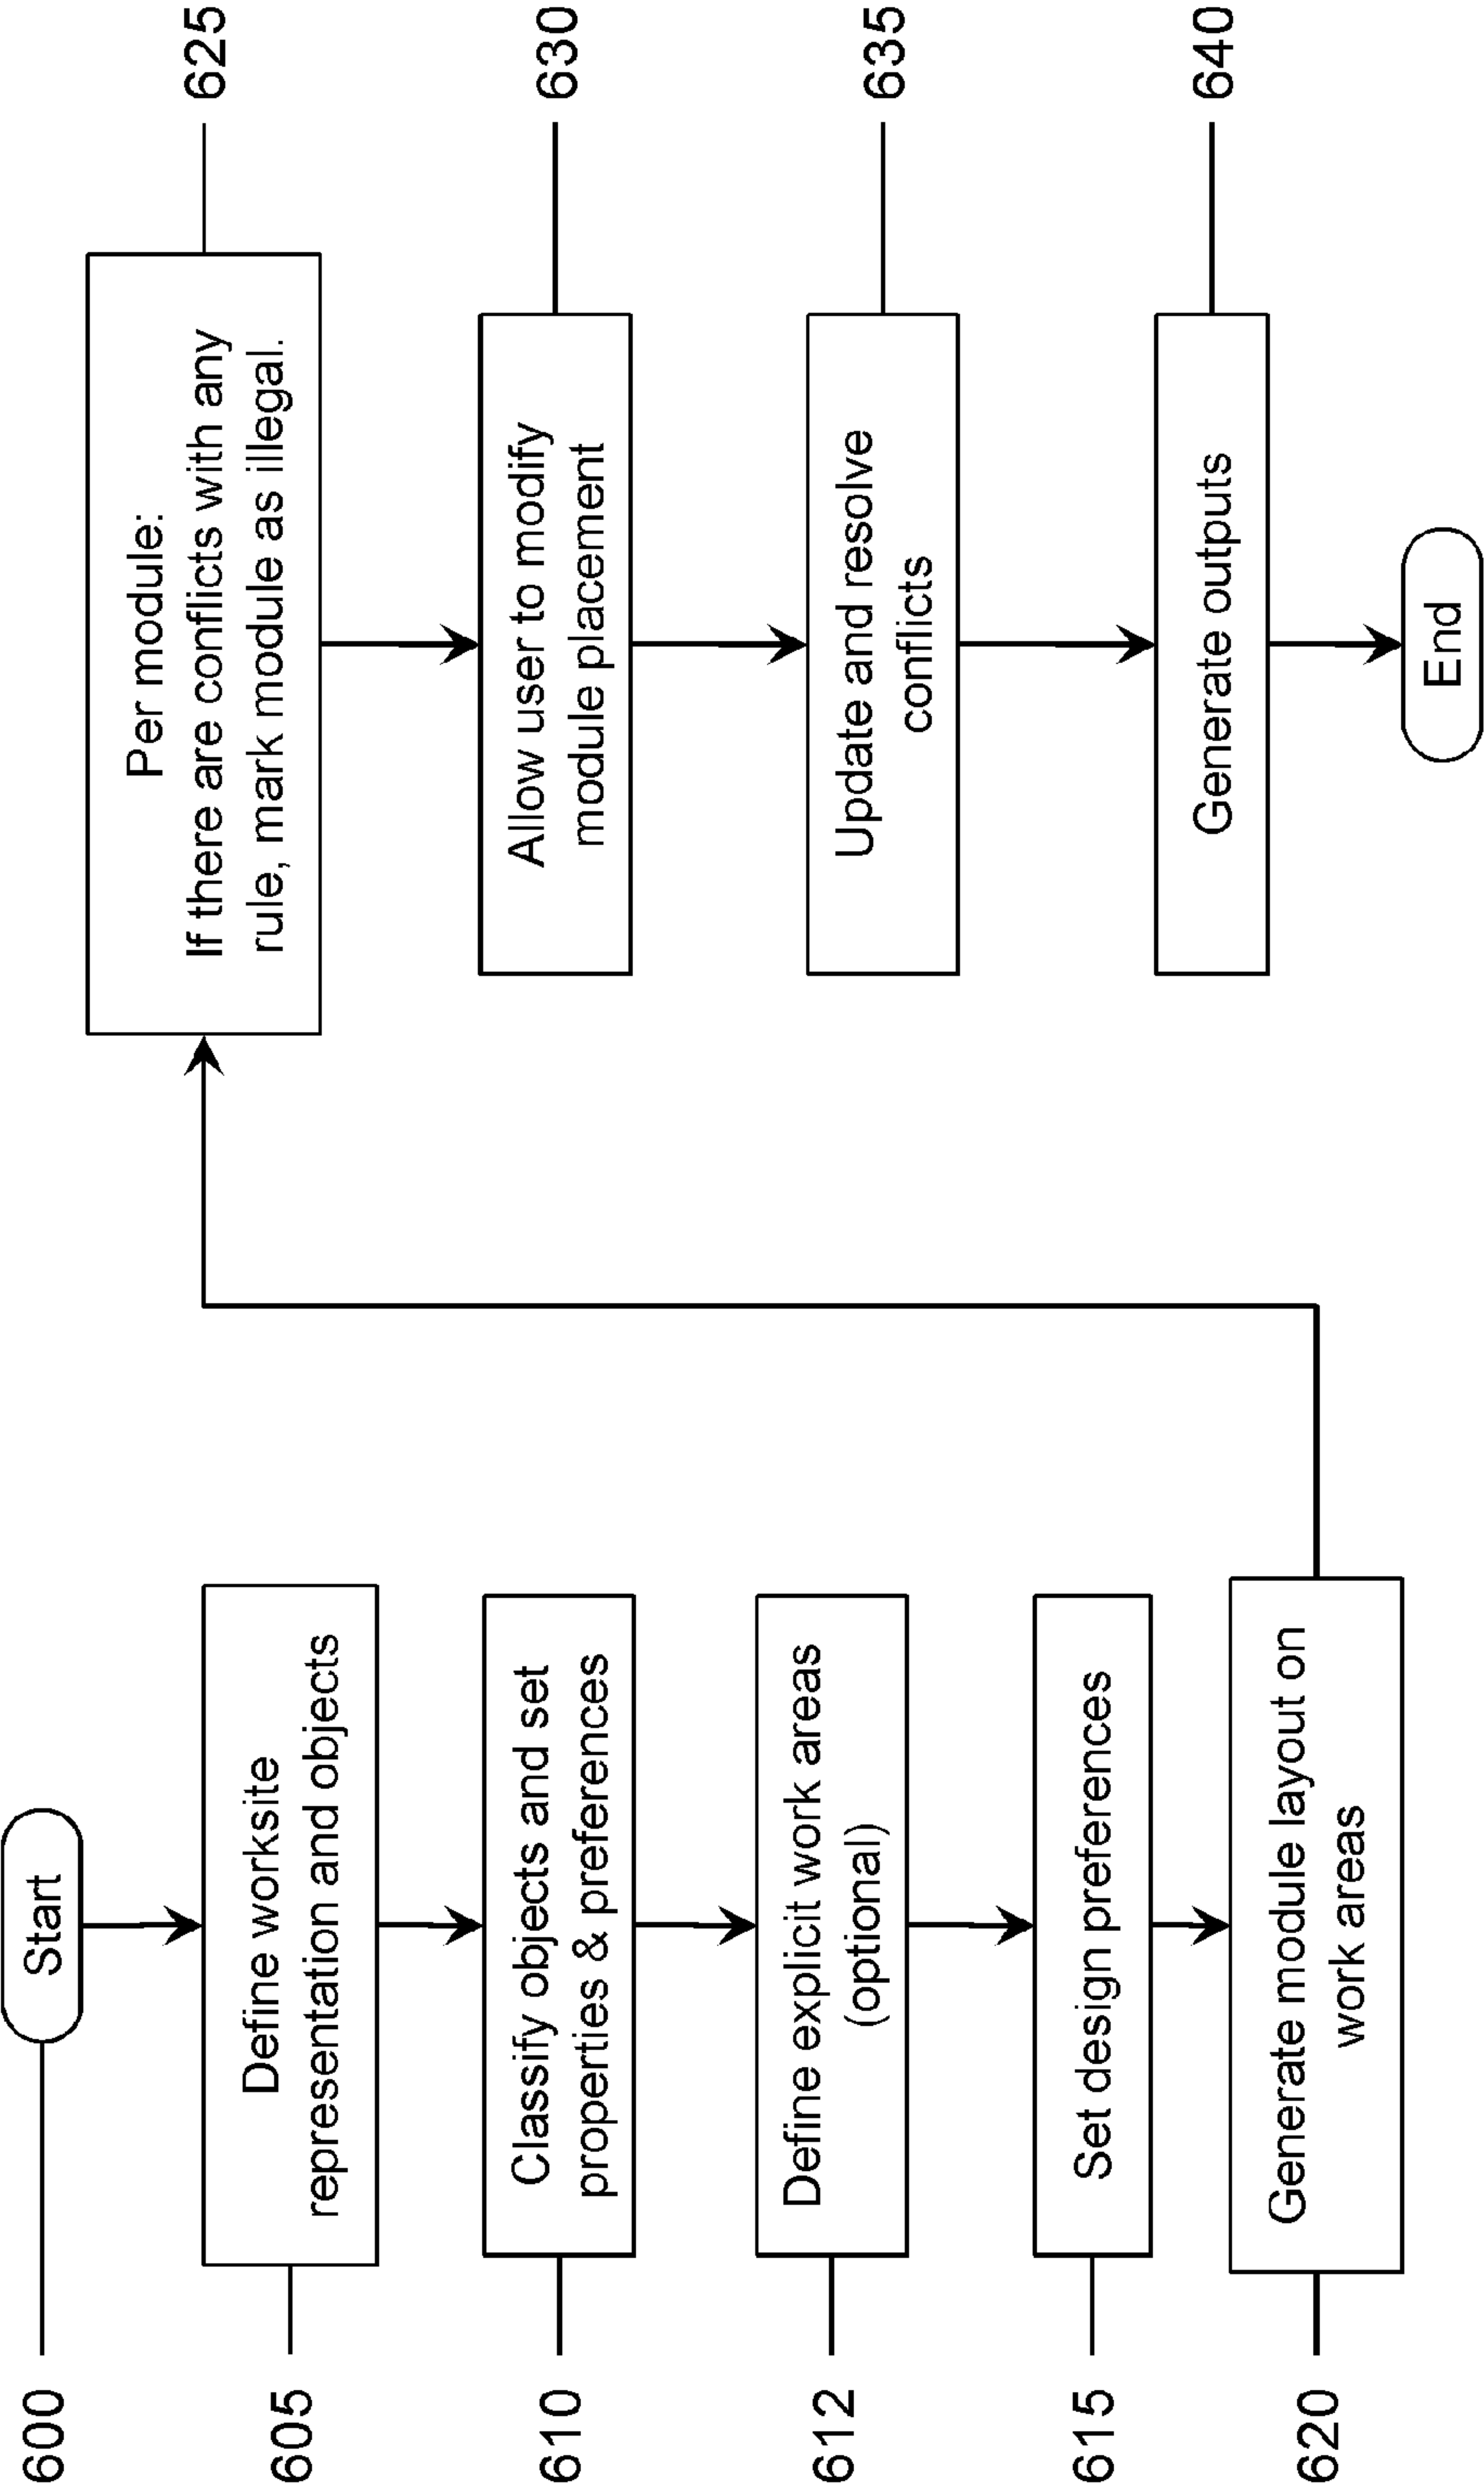 600
Start
605
Define worksite
representation and objects
610
Classify objects and set
properties & preferences
612
Define explicit work areas
(optional)
615
Set design preferences
620
Generate module layout on
work areas
Per module:
If there are conflicts with any
rule, mark module as illegal.
625
Allow user to modify
module placement
630
Update and resolve
conflicts
635
Generate outputs
640
End